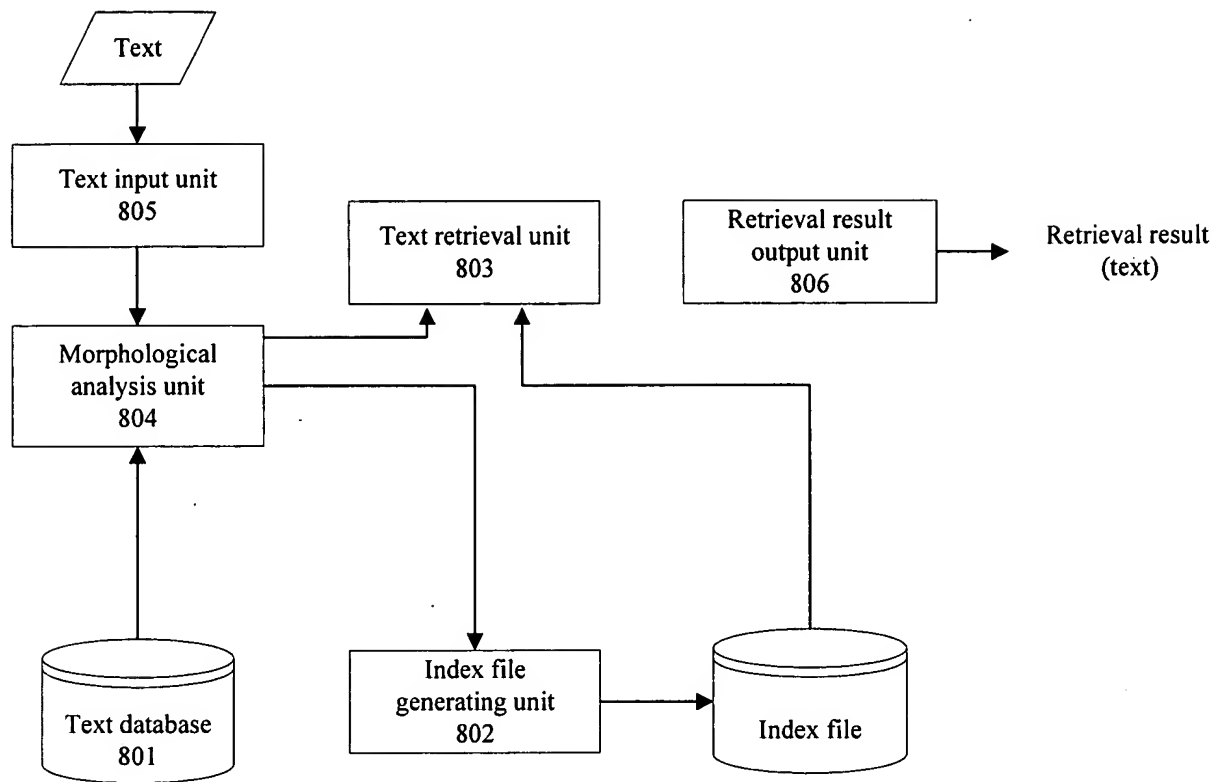 Text
Text input unit
805
Text retrieval unit
803
Retrieval result
output unit
806
Retrieval result
(text)
Morphological
analysis unit
804
Text database
801
Index file
generating unit
802
Index file